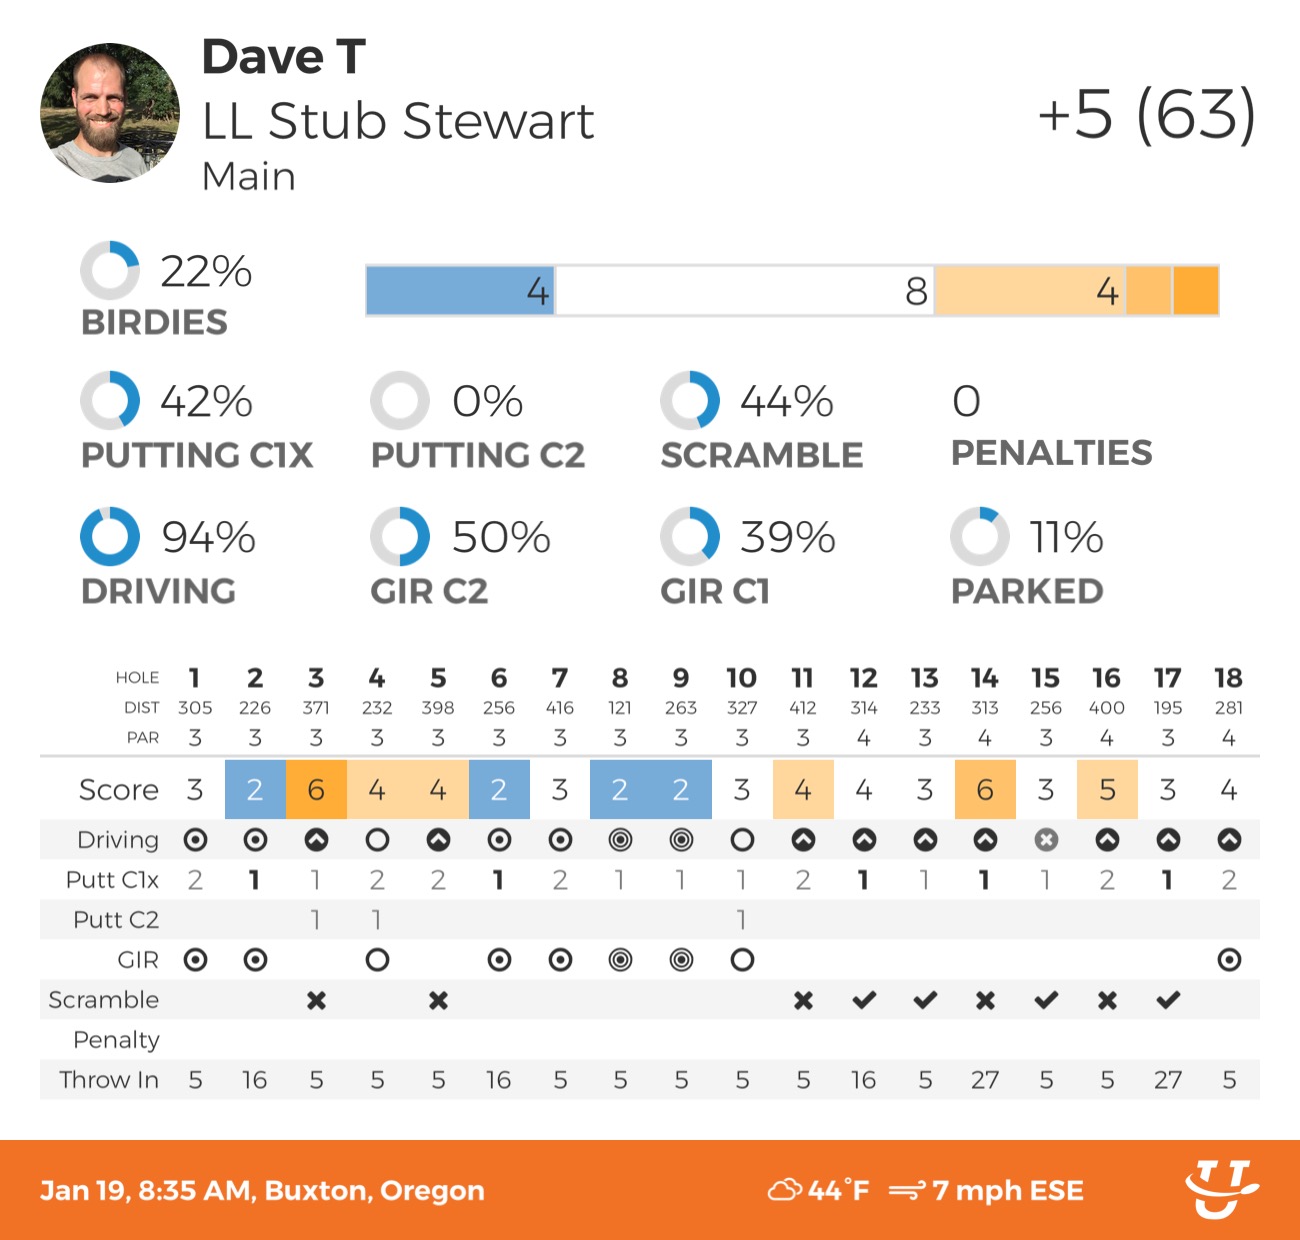 Dave T
LL Stub Stewart
Main
+5 (63)
22%
BIRDIES
4 8 4
42% 0% 44% 0
PUTTING C1X PUTTING C2 SCRAMBLE PENALTIES
94% 50% 39% 11%
DRIVING GIR C2 GIR C1 PARKED
HOLE 1 2 3 4 5 6 7 8 9 10 11 12 13 14 15 16 17 18
DIST 305 226 371 232 398 256 416 121 263 327 412 314 233 313 256 400 195 281
PAR 3 3 3 3 3 3 3 3 3 3 3 4 3 4 3 4 3 4
Score 3 2 6 4 4 2 3 2 2 3 4 4 3 6 3 5 3 4
Driving
Putt C1x 2 1 1 2 2 1 2 1 1 1 2 1 1 1 1 2 1 2
Putt C2 1 1 1
GIR
Scramble
Penalty
Throw In 5 16 5 5 5 16 5 5 5 5 5 16 5 27 5 5 27 5
Jan 19, 8:35 AM, Buxton, Oregon
44°F 7 mph ESE